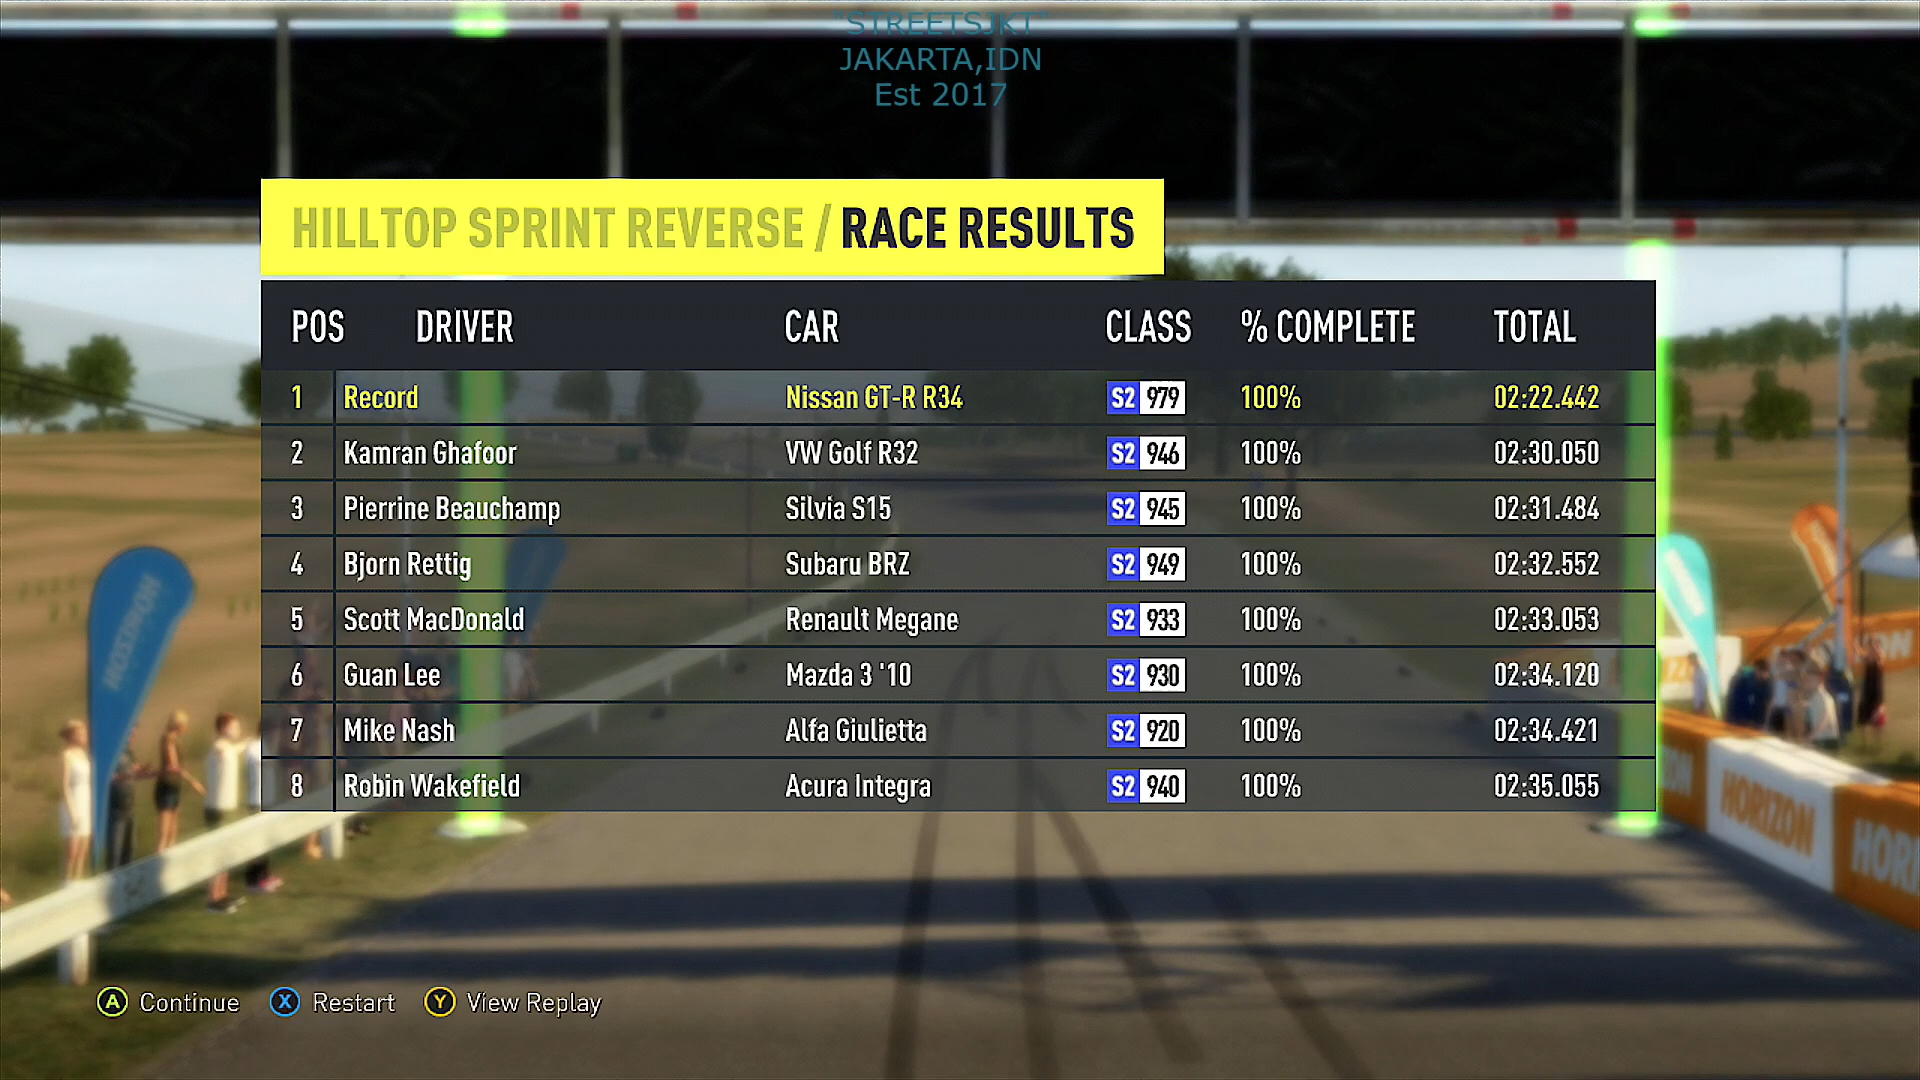 "STREETSJKT"
JAKARTA,IDN
Est 2017
HILLTOP SPRINT REVERSE / RACE RESULTS
POS DRIVER CAR CLASS % COMPLETE TOTAL
1 Record Nissan GT-R R34 S2 979 100% 02:22.442
2 Kamran Ghafoor VW Golf R32 S2 946 100% 02:30.050
3 Pierrine Beauchamp Silvia S15 S2 945 100% 02:31.484
4 Bjorn Rettig Subaru BRZ S2 949 100% 02:32.552
5 Scott MacDonald Renault Megane S2 933 100% 02:33.053
6 Guan Lee Mazda 3 '10 S2 930 100% 02:34.120
7 Mike Nash Alfa Giulietta S2 920 100% 02:34.421
8 Robin Wakefield Acura Integra S2 940 100% 02:35.055
HORIZON
HORIZON
A Continue X Restart Y View Replay